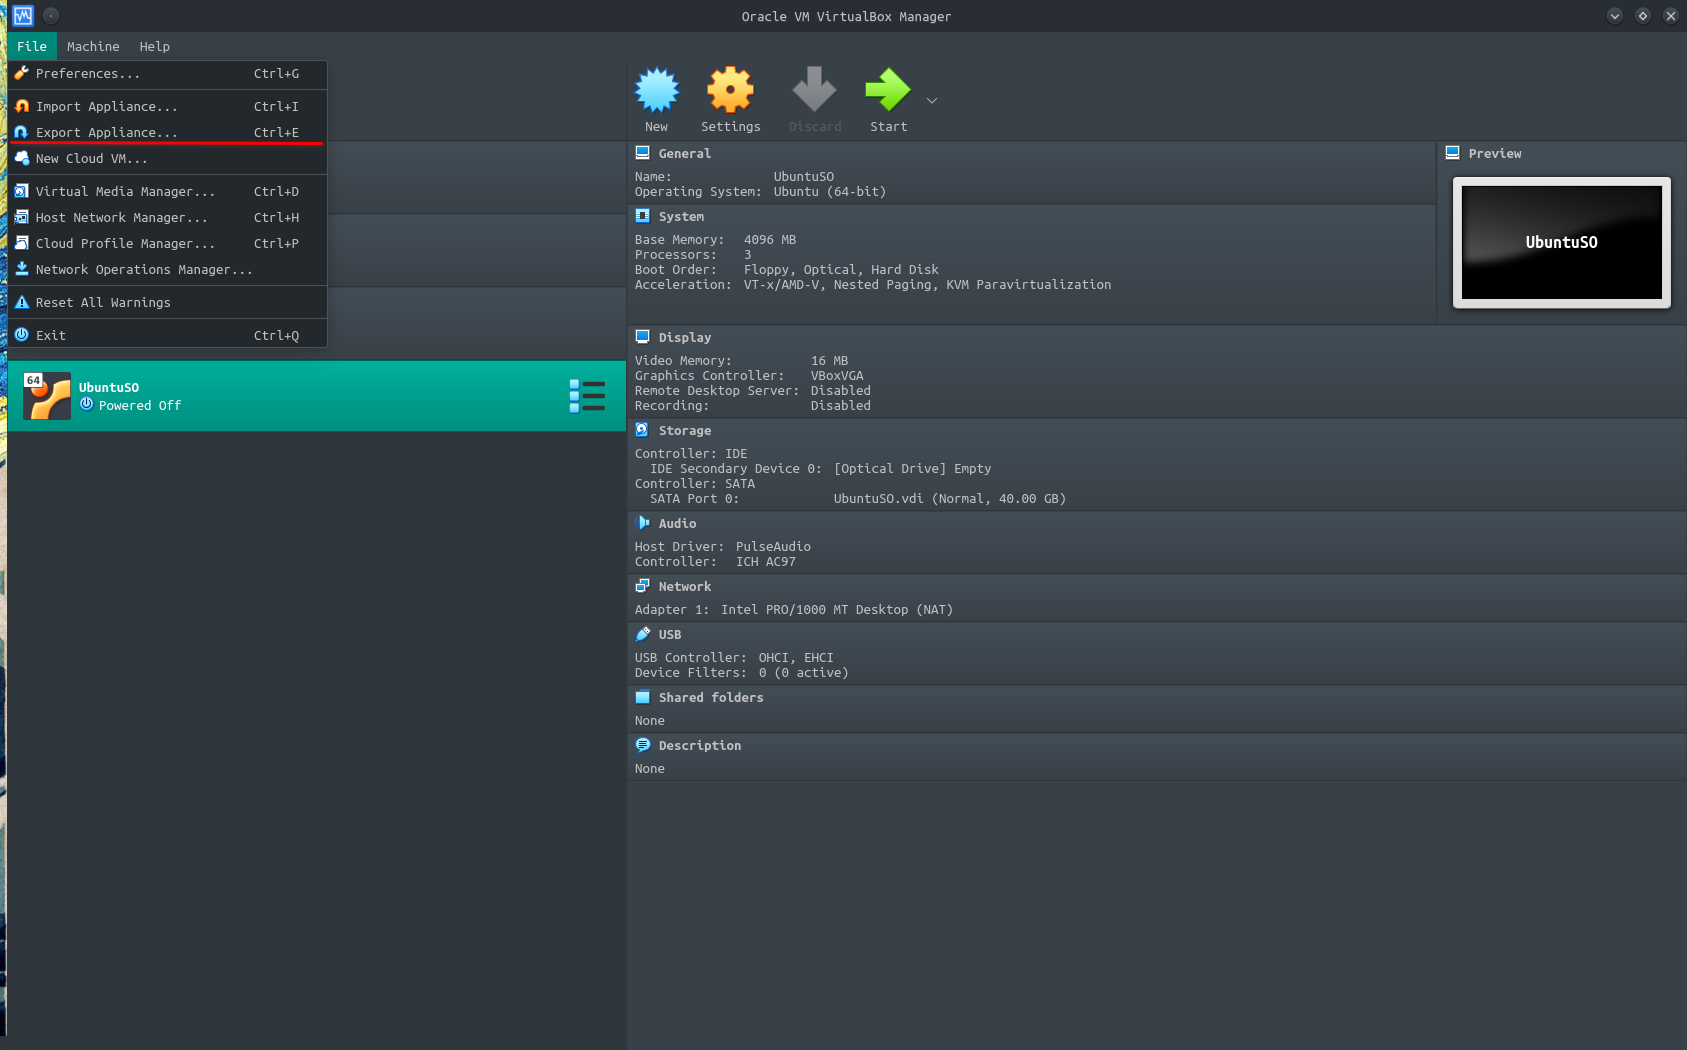 Oracle VM VirtualBox Manager
File Machine Help
Preferences... Ctrl+G
Import Appliance... Ctrl+I
Export Appliance... Ctrl+E
New Cloud VM...
Virtual Media Manager... Ctrl+D
Host Network Manager... Ctrl+H
Cloud Profile Manager... Ctrl+P
Network Operations Manager...
Reset All Warnings
Exit Ctrl+Q
64
UbuntuSO
Powered Off
New Settings Discard Start
General
Name: UbuntuSO
Operating System: Ubuntu (64-bit)
System
Base Memory: 4096 MB
Processors: 3
Boot Order: Floppy, Optical, Hard Disk
Acceleration: VT-x/AMD-V, Nested Paging, KVM Paravirtualization
Preview
UbuntuSO
Display
Video Memory: 16 MB
Graphics Controller: VBoxVGA
Remote Desktop Server: Disabled
Recording: Disabled
Storage
Controller: IDE
IDE Secondary Device 0: [Optical Drive] Empty
Controller: SATA
SATA Port 0: UbuntuSO.vdi (Normal, 40.00 GB)
Audio
Host Driver: PulseAudio
Controller: ICH AC97
Network
Adapter 1: Intel PRO/1000 MT Desktop (NAT)
USB
USB Controller: OHCI, EHCI
Device Filters: 0 (0 active)
Shared folders
None
Description
None